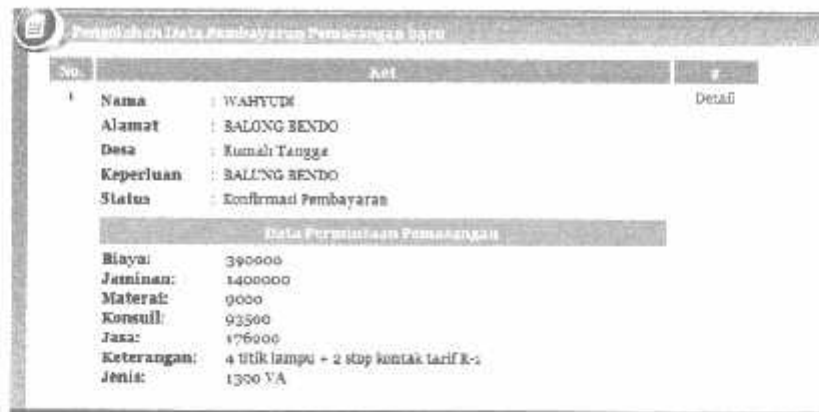 Pengolahan Data Pembayaran Pemasangan baru
No. Ket #
1 Nama : WAHYUDI Detail
Alamat : BALONG BENDO
Desa : Rumah Tangga
Keperluan : BALUNG BENDO
Status : Konfirmasi Pembayaran
Data Permintaan Pemasangan
Biaya: 390000
Jaminan: 1400000
Materai: 9000
Konsuil: 93500
Jasa: 176000
Keterangan: 4 titik lampu + 2 stop kontak tarif R-1
Jenis: 1300 VA